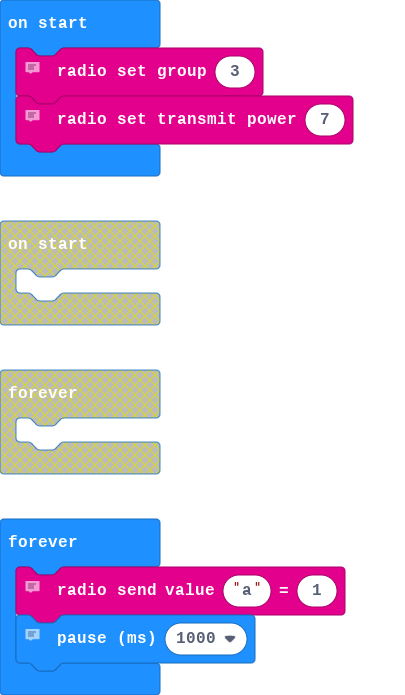 on start
radio set group 3
radio set transmit power 7
on start
forever
forever
radio send value "a" = 1
pause (ms) 1000